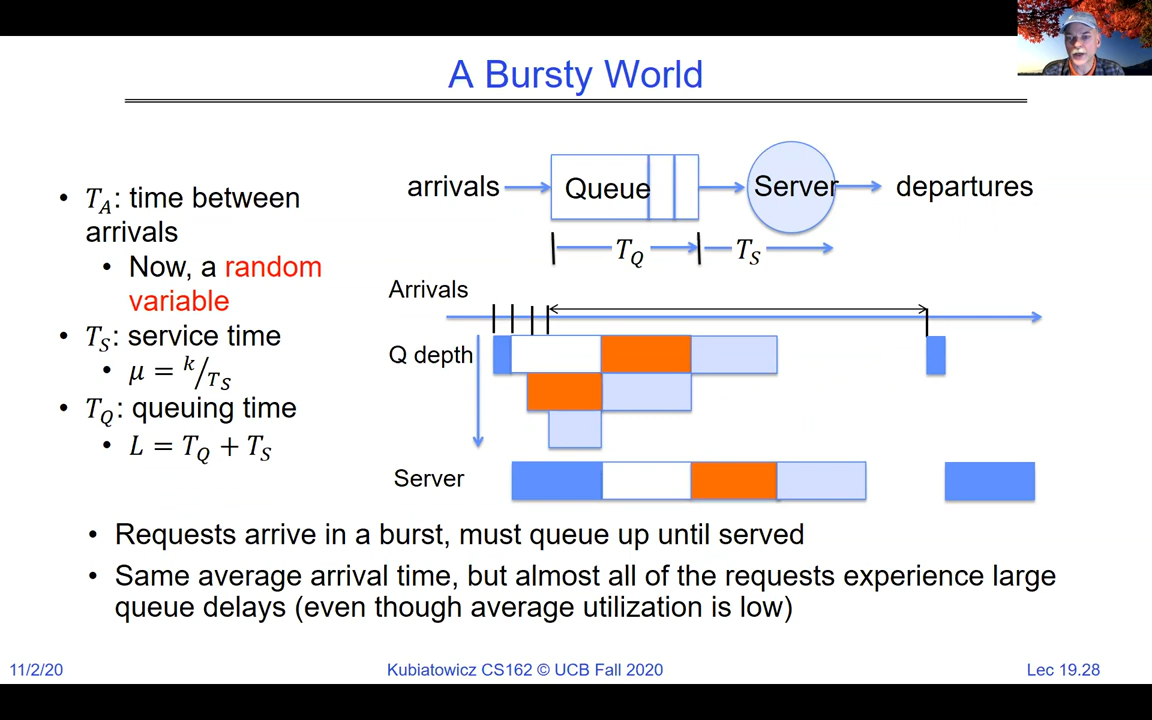 A Bursty World
• T_A: time between
arrivals
• Now, a random
variable
• T_S: service time
• μ = k/T_S
• T_Q: queuing time
• L = T_Q + T_S
arrivals Queue Server departures
T_Q T_S
Arrivals
Q depth
Server
• Requests arrive in a burst, must queue up until served
• Same average arrival time, but almost all of the requests experience large
queue delays (even though average utilization is low)
11/2/20 Kubiatowicz CS162 © UCB Fall 2020 Lec 19.28